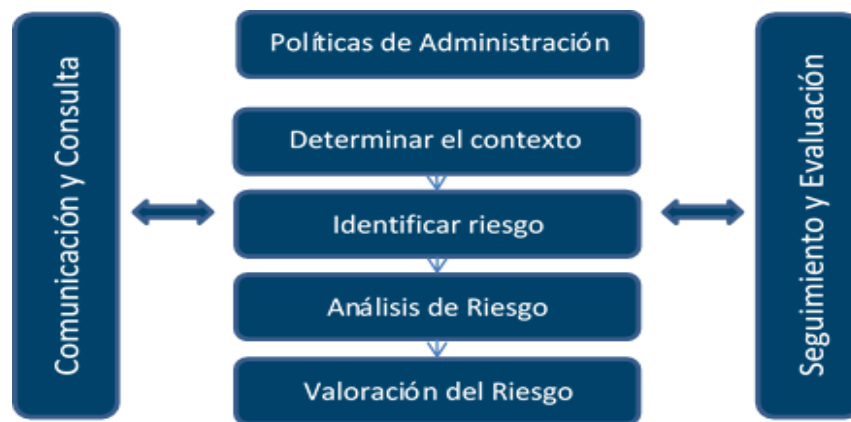 Comunicación y Consulta
Políticas de Administración
Determinar el contexto
Identificar riesgo
Análisis de Riesgo
Valoración del Riesgo
Seguimiento y Evaluación